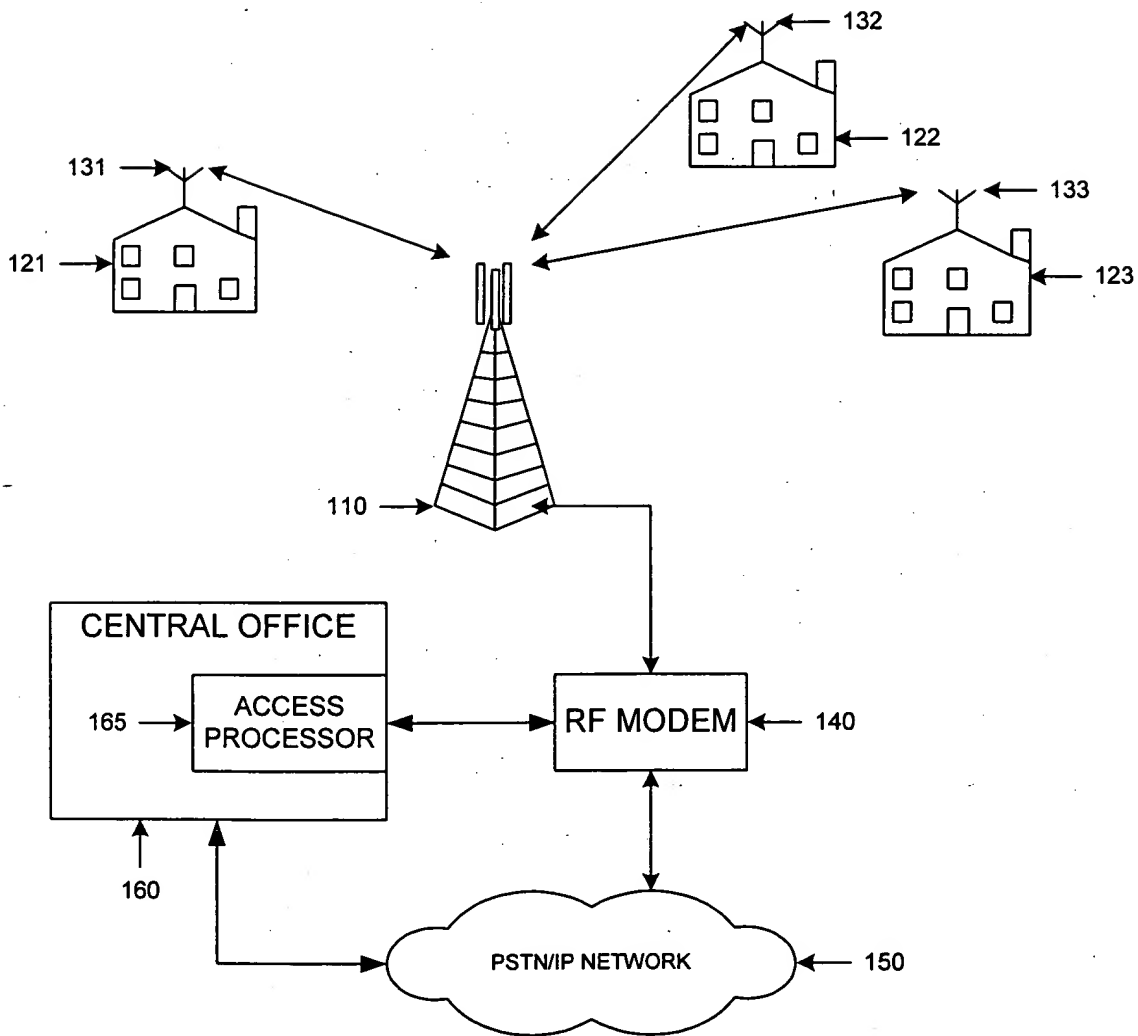 132
122
131
133
121
123
110
CENTRAL OFFICE
165
ACCESS
PROCESSOR
RF MODEM
140
160
PSTN/IP NETWORK
150